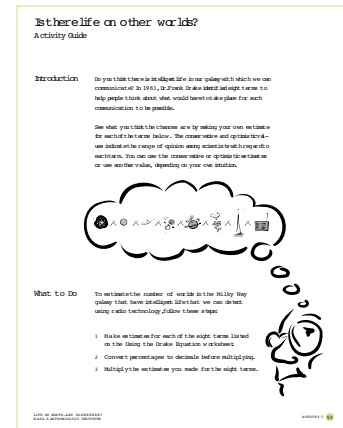 Is there life on other worlds?
Activity Guide
Introduction
Do you think there is intelligent life in our galaxy with which we can
communicate? In 1961, Dr. Frank Drake identified eight terms to
help people think about what would have to take place for such
communication to be possible.
See what you think the chances are by making your own estimate
for each of the terms below. The conservative and optimistic val-
ues indicate the range of opinion among scientists with regard to
each term. You can use the conservative or optimistic estimates
or use another value, depending on your own intuition.
What to Do
To estimate the number of worlds in the Milky Way
galaxy that have intelligent life that we can detect
using radio technology, follow these steps:
1 Make estimates for each of the eight terms listed
on the Using the Drake Equation worksheet
2 Convert percentages to decimals before multiplying.
3 Multiply the estimates you made for the eight terms.
LIFE ON EARTH…AND ELSEWHERE?
NASA'S ASTROBIOLOGY INSTITUTE
ACTIVITY 5